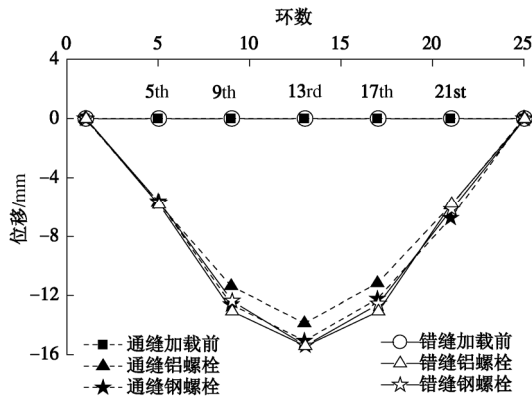 环数
0 5 10 15 20 25
4
5th 9th 13rd 17th 21st
0
-4
-8
-12
-16
位移/mm
通缝加载前 错缝加载前
通缝铝螺栓 错缝铝螺栓
通缝钢螺栓 错缝钢螺栓